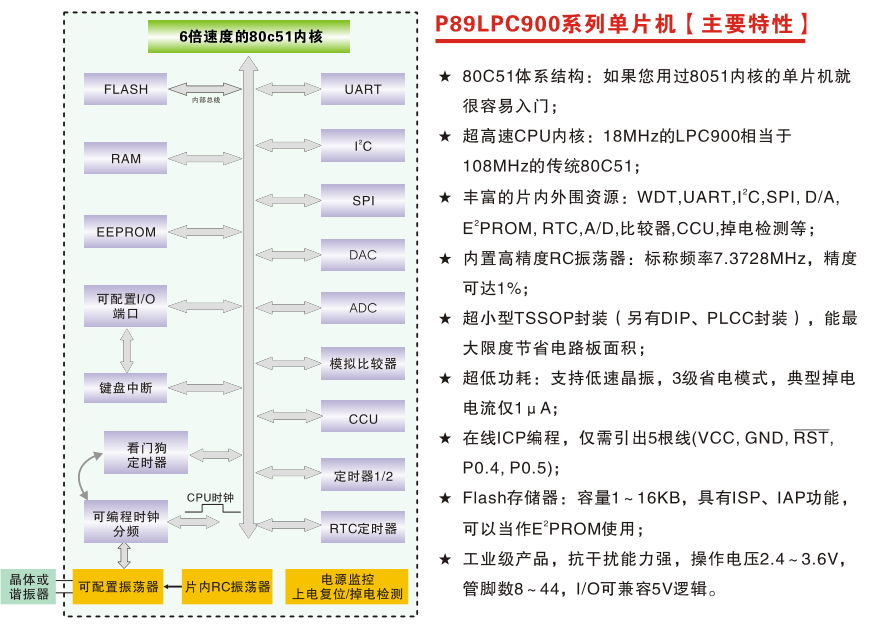 6倍速度的80c51内核
FLASH
内部总线
UART
RAM
I²C
SPI
EEPROM
DAC
可配置I/O
端口
ADC
模拟比较器
键盘中断
CCU
看门狗
定时器
定时器1/2
CPU时钟
可编程时钟
分频
RTC定时器
晶体或
谐振器
可配置振荡器
片内RC振荡器
电源监控
上电复位/掉电检测
P89LPC900系列单片机【主要特性】
★ 80C51体系结构：如果您用过8051内核的单片机就
很容易入门；
★ 超高速CPU内核：18MHz的LPC900相当于
108MHz的传统80C51；
★ 丰富的片内外围资源：WDT,UART,I²C,SPI, D/A,
E²PROM, RTC,A/D,比较器,CCU,掉电检测等；
★ 内置高精度RC振荡器：标称频率7.3728MHz，精度
可达1%；
★ 超小型TSSOP封装（另有DIP、PLCC封装），能最
大限度节省电路板面积；
★ 超低功耗：支持低速晶振，3级省电模式，典型掉电
电流仅1μA；
★ 在线ICP编程，仅需引出5根线(VCC, GND, R̅S̅T̅,
P0.4, P0.5)；
★ Flash存储器：容量1~16KB，具有ISP、IAP功能，
可以当作E²PROM使用；
★ 工业级产品，抗干扰能力强，操作电压2.4~3.6V，
管脚数8~44，I/O可兼容5V逻辑。